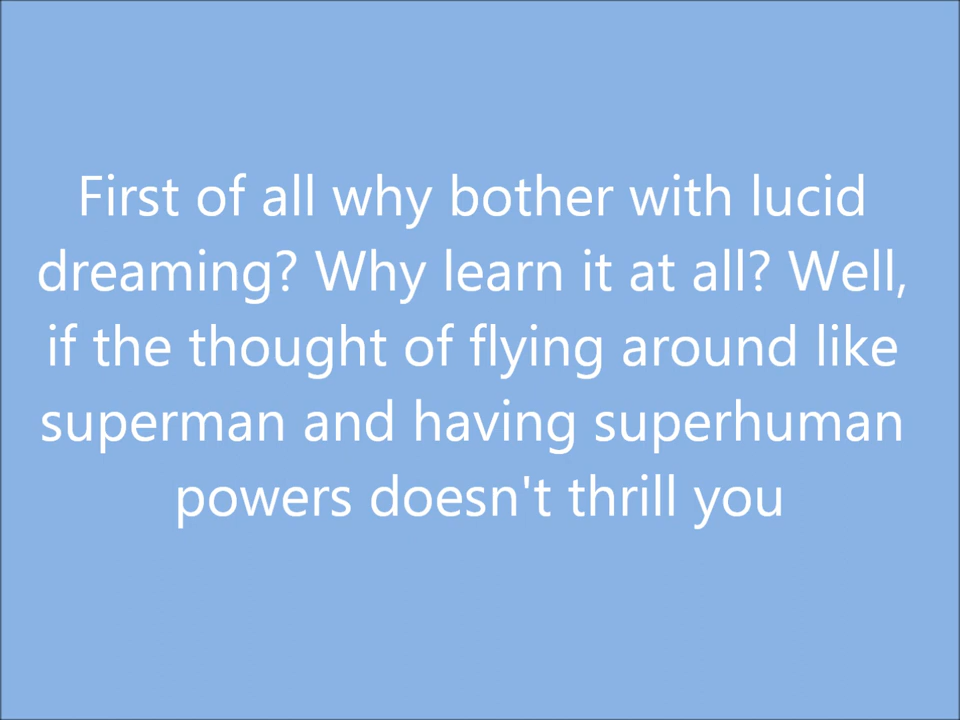 First of all why bother with lucid
dreaming? Why learn it at all? Well,
if the thought of flying around like
superman and having superhuman
powers doesn't thrill you